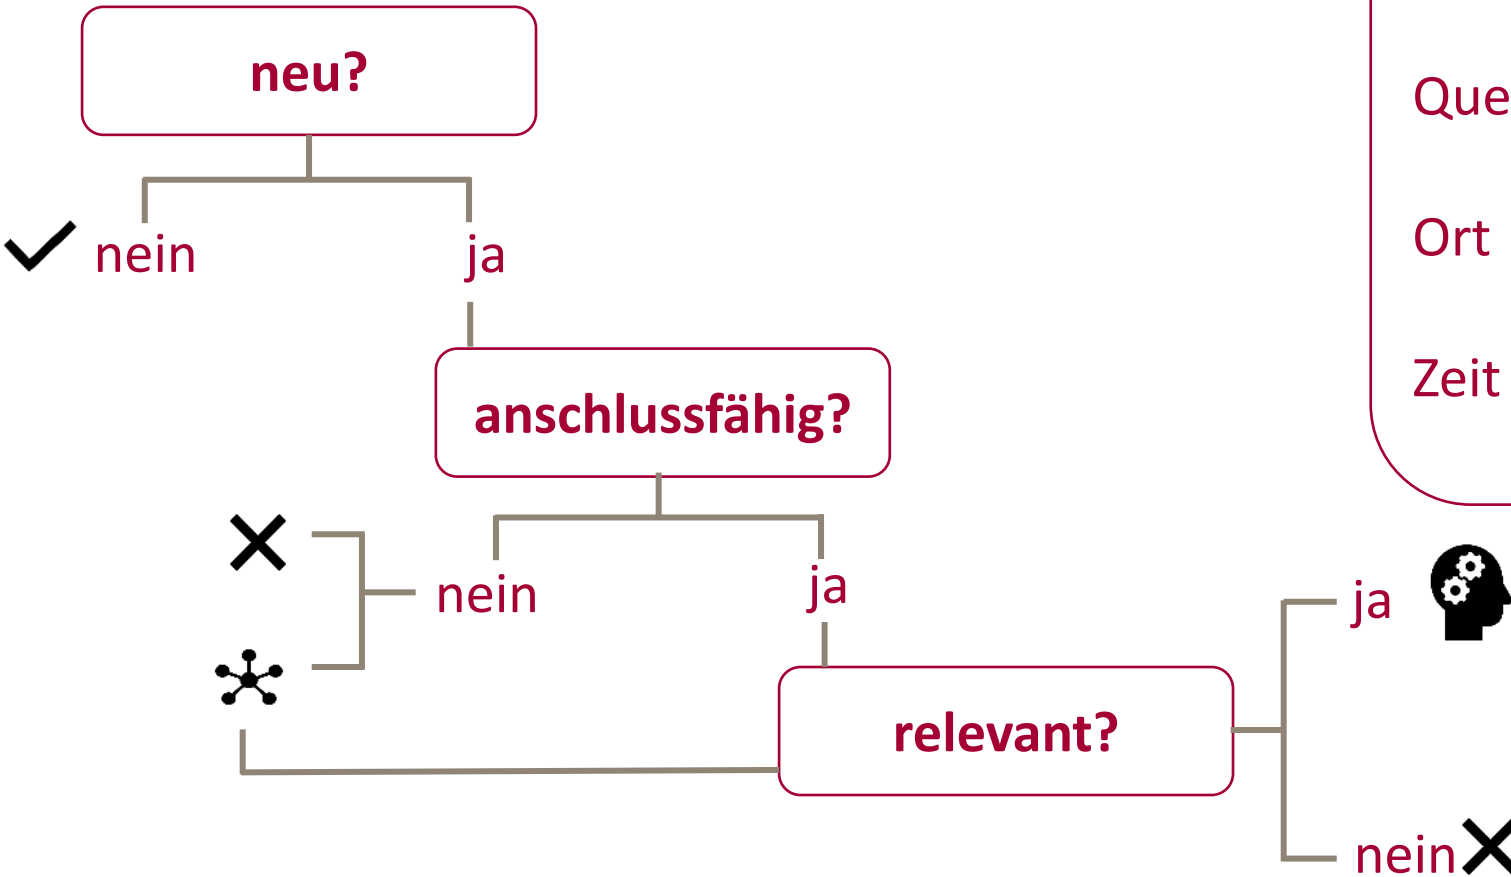 neu?
nein
ja
anschlussfähig?
nein
ja
relevant?
ja
nein
Ort
Zeit